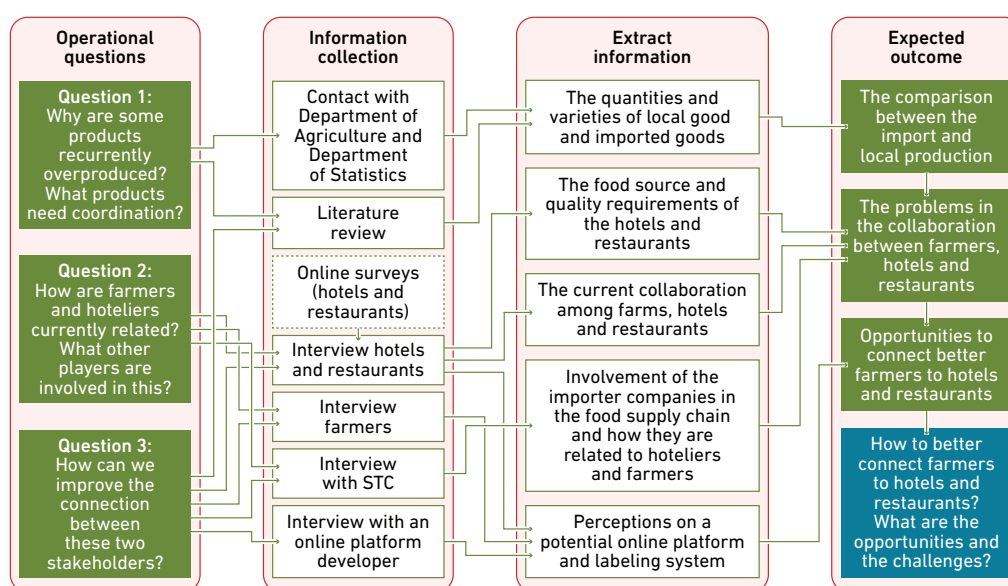 Operational
questions
Question 1:
Why are some
products
recurrently
overproduced?
What products
need coordination?
Question 2:
How are farmers
and hoteliers
currently related?
What other
players are
involved in this?
Question 3:
How can we
improve the
connection
between
these two
stakeholders?
Information
collection
Contact with
Department of
Agriculture and
Department
of Statistics
Literature
review
Online surveys
(hotels and
restaurants)
Interview hotels
and restaurants
Interview
farmers
Interview
with STC
Interview with an
online platform
developer
Extract
information
The quantities and
varieties of local good
and imported goods
The food source and
quality requirements of
the hotels and
restaurants
The current collaboration
among farms, hotels
and restaurants
Involvement of the
importer companies in
the food supply chain
and how they are
related to hoteliers
and farmers
Perceptions on a
potential online platform
and labeling system
Expected
outcome
The comparison
between the
import and
local production
The problems in
the collaboration
between farmers,
hotels and
restaurants
Opportunities to
connect better
farmers to hotels
and restaurants
How to better
connect farmers
to hotels and
restaurants?
What are the
opportunities and
the challenges?